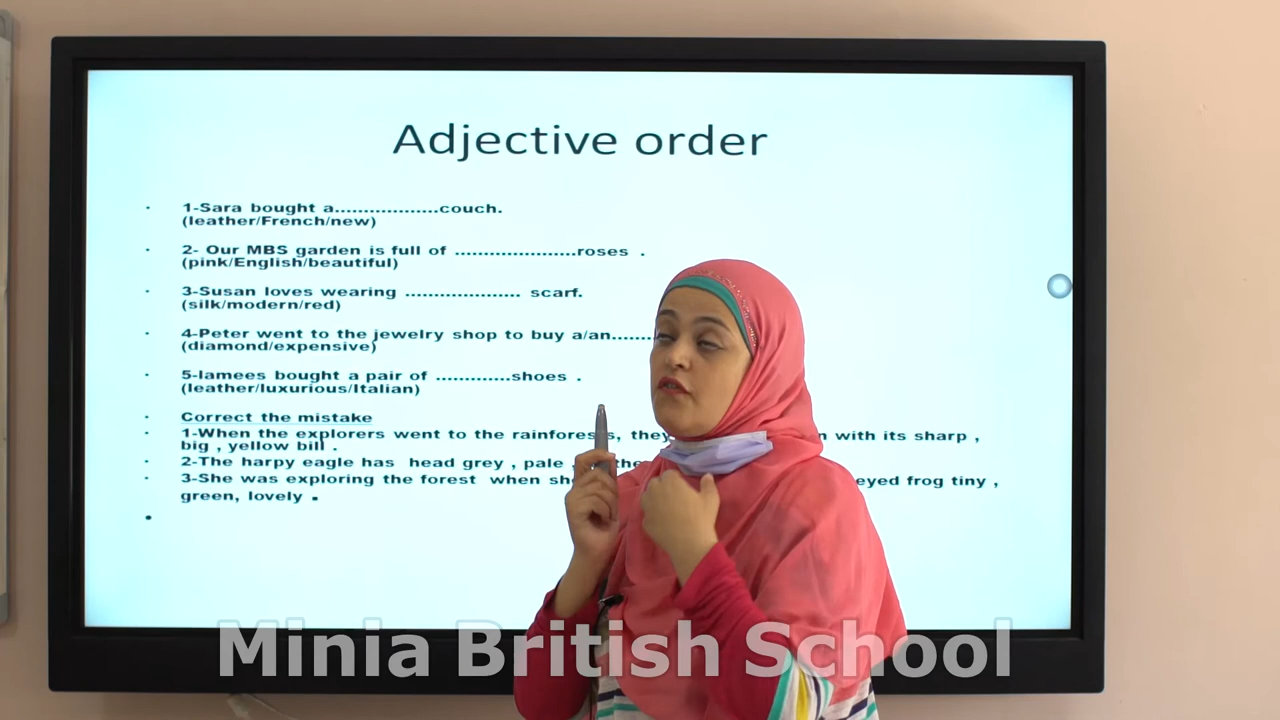 Adjective order
1-Sara bought a..................couch.
(leather/French/new)
2- Our MBS garden is full of .....................roses .
(pink/English/beautiful)
3-Susan loves wearing .................... scarf.
(silk/modern/red)
4-Peter went to the jewelry shop to buy a/an.......
(diamond/expensive)
5-lamees bought a pair of .............shoes .
(leather/luxurious/Italian)
Correct the mistake
1-When the explorers went to the rainforests, they with its sharp ,
big , yellow bill .
2-The harpy eagle has head grey , pale ,
3-She was exploring the forest when eyed frog tiny ,
green, lovely .
Minia British School